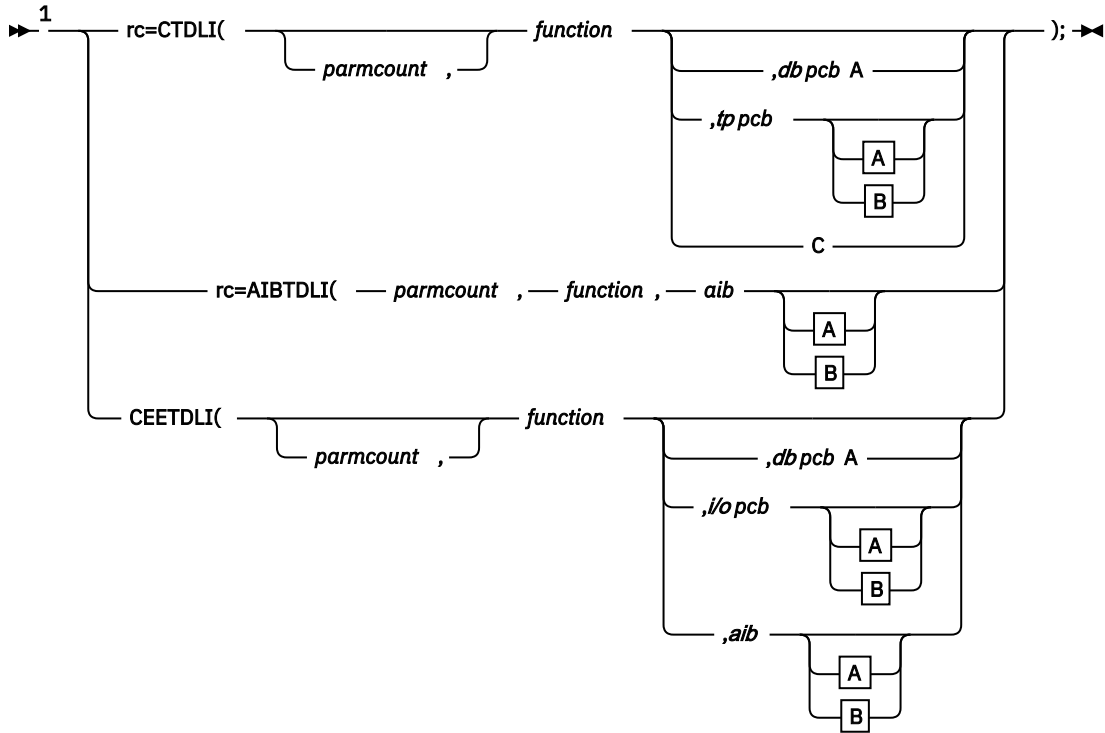 1
rc=CTDLI( function );
parmcount ,
,db pcb A
,tp pcb
A
B
C
rc=AIBTDLI( parmcount , function , aib
A
B
CEETDLI( function
parmcount ,
,db pcb A
,i/o pcb
A
B
,aib
A
B